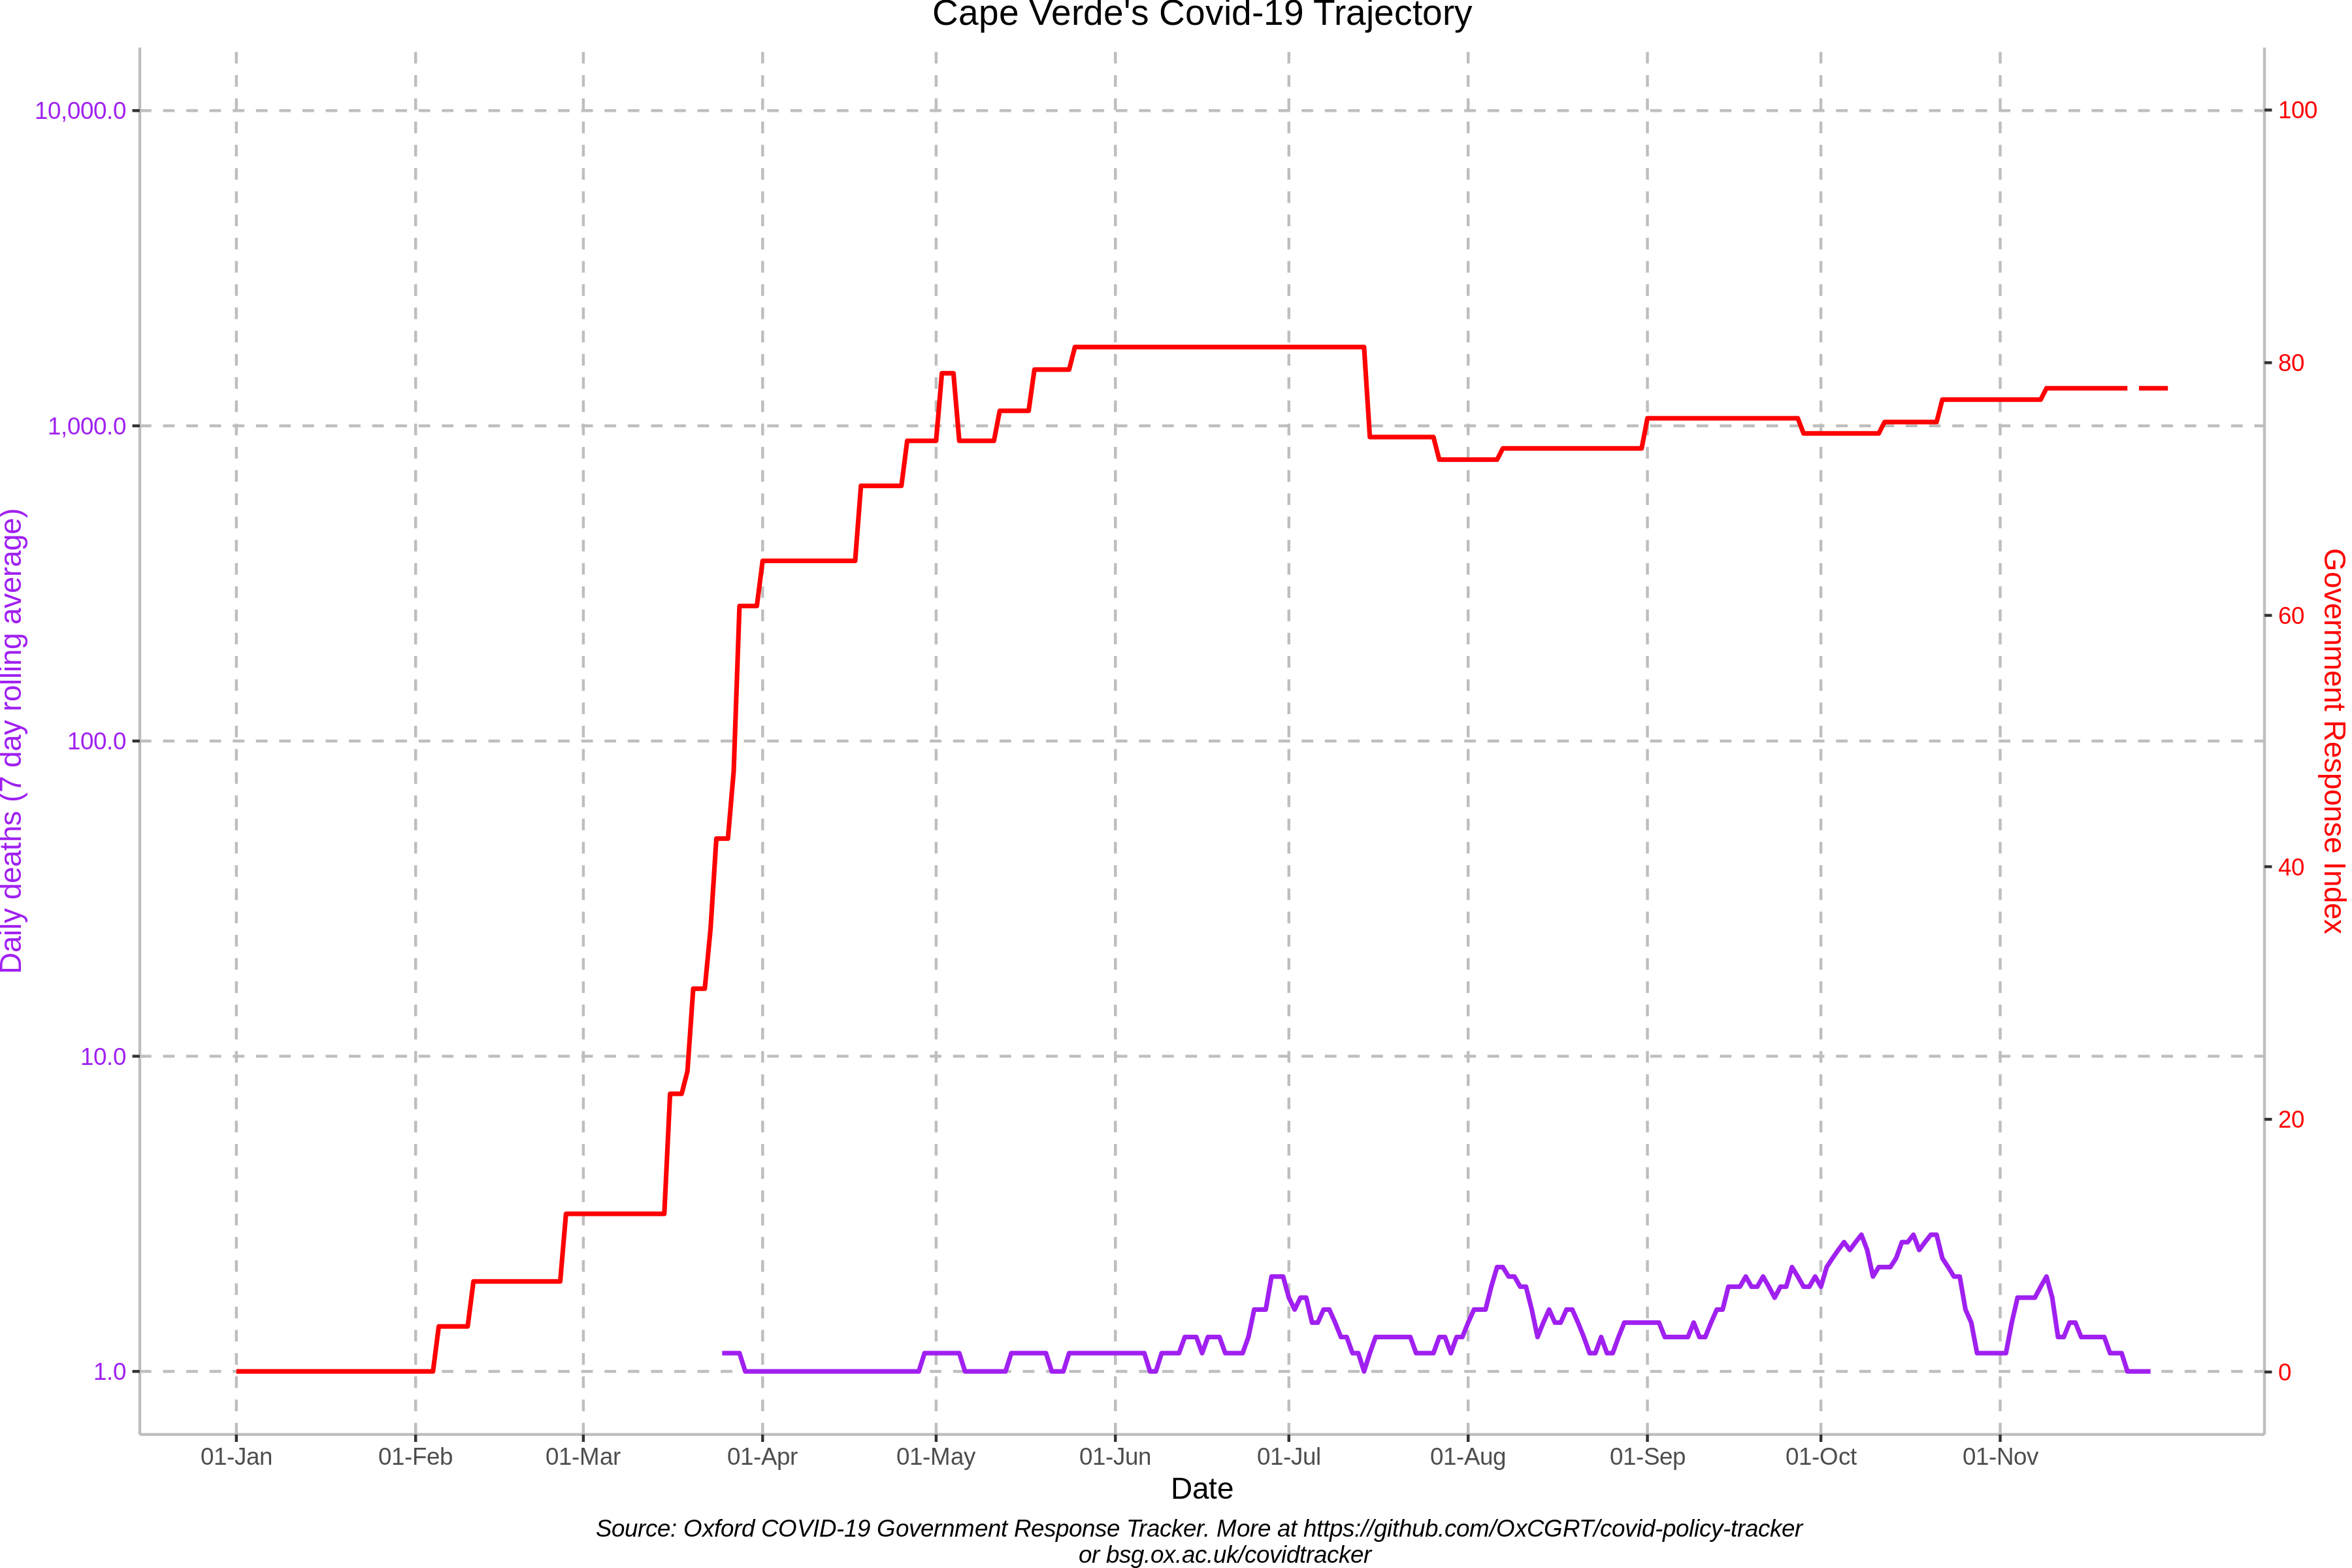 Cape Verde's Covid-19 Trajectory
10,000.0
1,000.0
100.0
10.0
1.0
Daily deaths (7 day rolling average)
100
80
60
40
20
0
Government Response Index
01-Jan 01-Feb 01-Mar 01-Apr 01-May 01-Jun 01-Jul 01-Aug 01-Sep 01-Oct 01-Nov
Date
Source: Oxford COVID-19 Government Response Tracker. More at https://github.com/OxCGRT/covid-policy-tracker
or bsg.ox.ac.uk/covidtracker